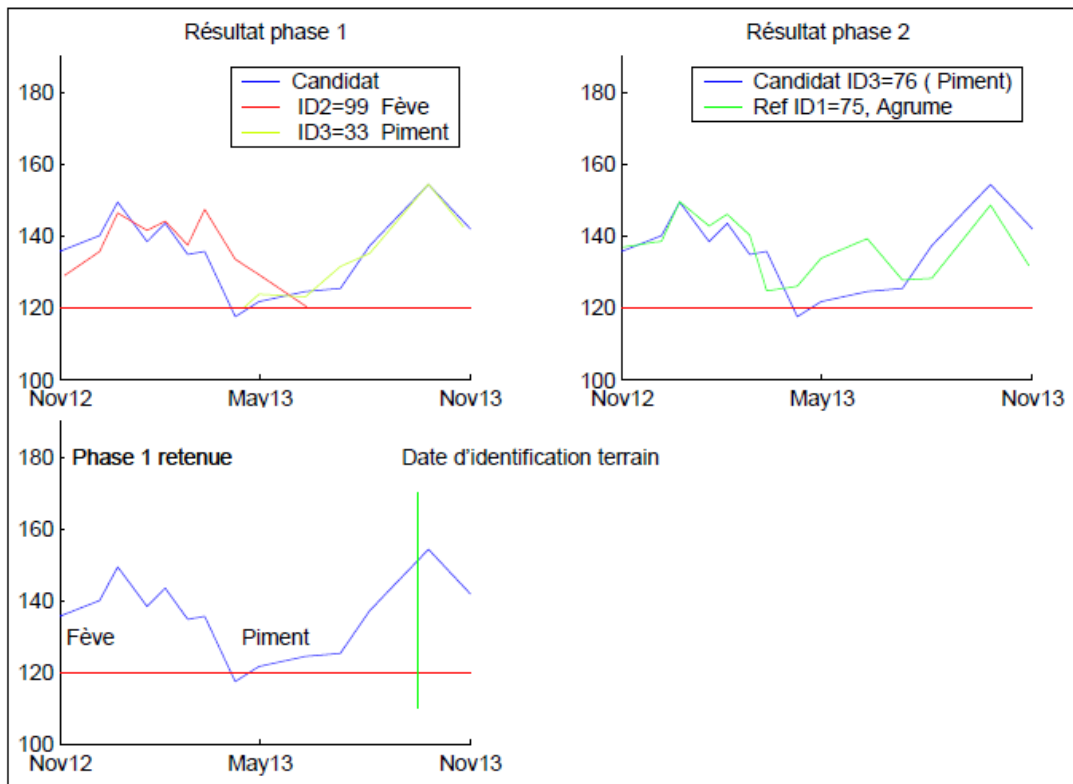 Résultat phase 1
Candidat
ID2=99 Fève
ID3=33 Piment
180
160
140
120
100
Nov12 May13 Nov13
Résultat phase 2
Candidat ID3=76 ( Piment)
Ref ID1=75, Agrume
180
160
140
120
100
Nov12 May13 Nov13
Phase 1 retenue
Date d'identification terrain
180
160
140
Fève Piment
120
100
Nov12 May13 Nov13